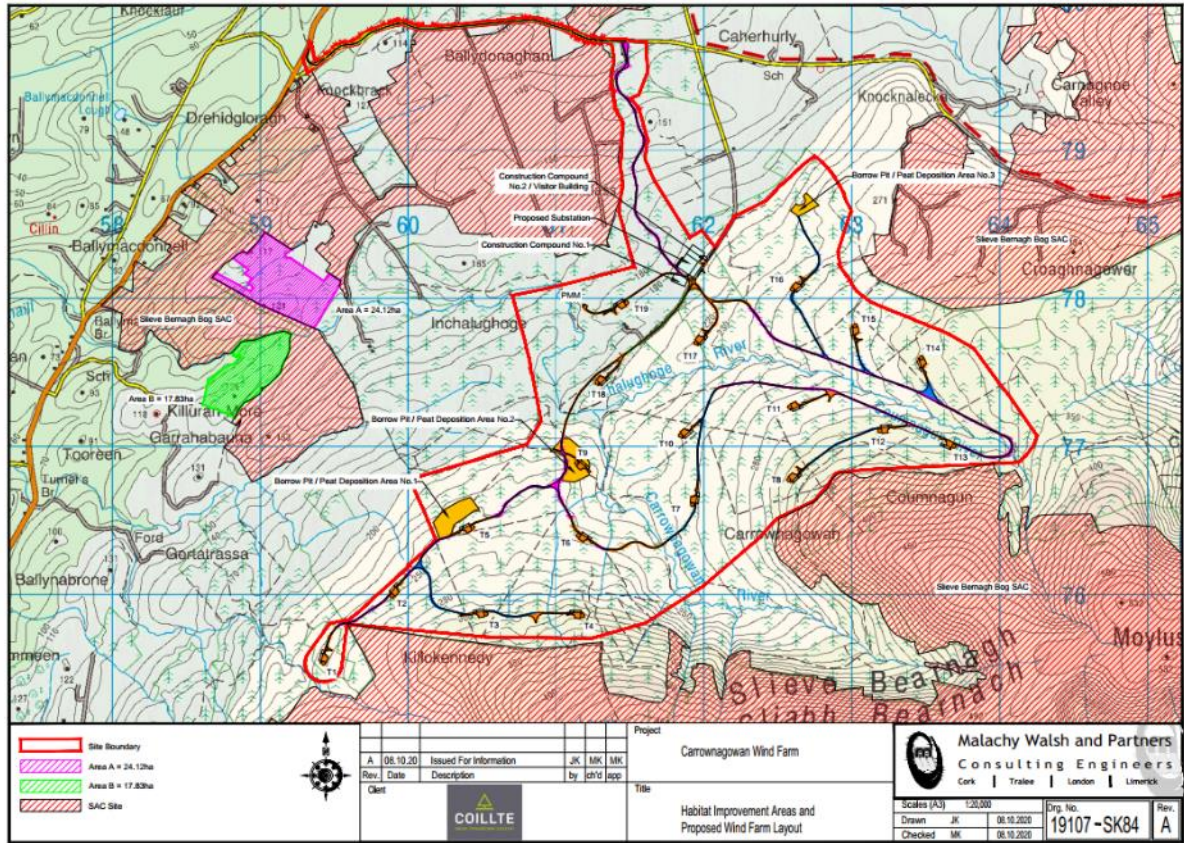 Knocklauf
Caherhurly
Ballydonaghan
Sch
Knockbrack
Drehidgloragh
Knocknalecka
Carnagnoe
Valley
Construction Compound
No.2 / Visitor Building
Proposed Substation
Construction Compound No.1
Borrow Pit / Peat Deposition Area No.3
271
79
58
59
60
62
63
64
65
Cillin
Ballymacdonnell
Slieve Bernagh Bog SAC
Croaghnagower
T16
78
PMM
T19
Area A = 24.12ha
Slieve Bernagh Bog SAC
Inchalughoge
T15
T17
T14
River
T18
Sch
Area B = 17.83ha
Killuran More
Garrahabauna
T11
Borrow Pit / Peat Deposition Area No.2
T10
T12
77
T13
T9
Tooreen
Borrow Pit / Peat Deposition Area No.1
T8
Coumnagun
T7
T5
T6
Carrownagowan
Carrownagowan
River
Ford
Gortatrassa
Ballynabrone
Slieve Bernagh Bog SAC
76
T2
T3
T4
Killokennedy
T1
Moylus
Slieve Bearnagh
Sliabh Bearnach
Site Boundary
Area A = 24.12ha
Area B = 17.83ha
SAC Site
N
A 08.10.20 Issued For Information JK MK MK
Rev. Date Description by ch'd app
Client
COILLTE
Project
Carrownagowan Wind Farm
Title
Habitat Improvement Areas and
Proposed Wind Farm Layout
Malachy Walsh and Partners
Consulting Engineers
Cork | Tralee | London | Limerick
Scales (A3) 1:20,000
Drawn JK 08.10.2020
Checked MK 08.10.2020
Drg. No.
19107-SK84
Rev.
A